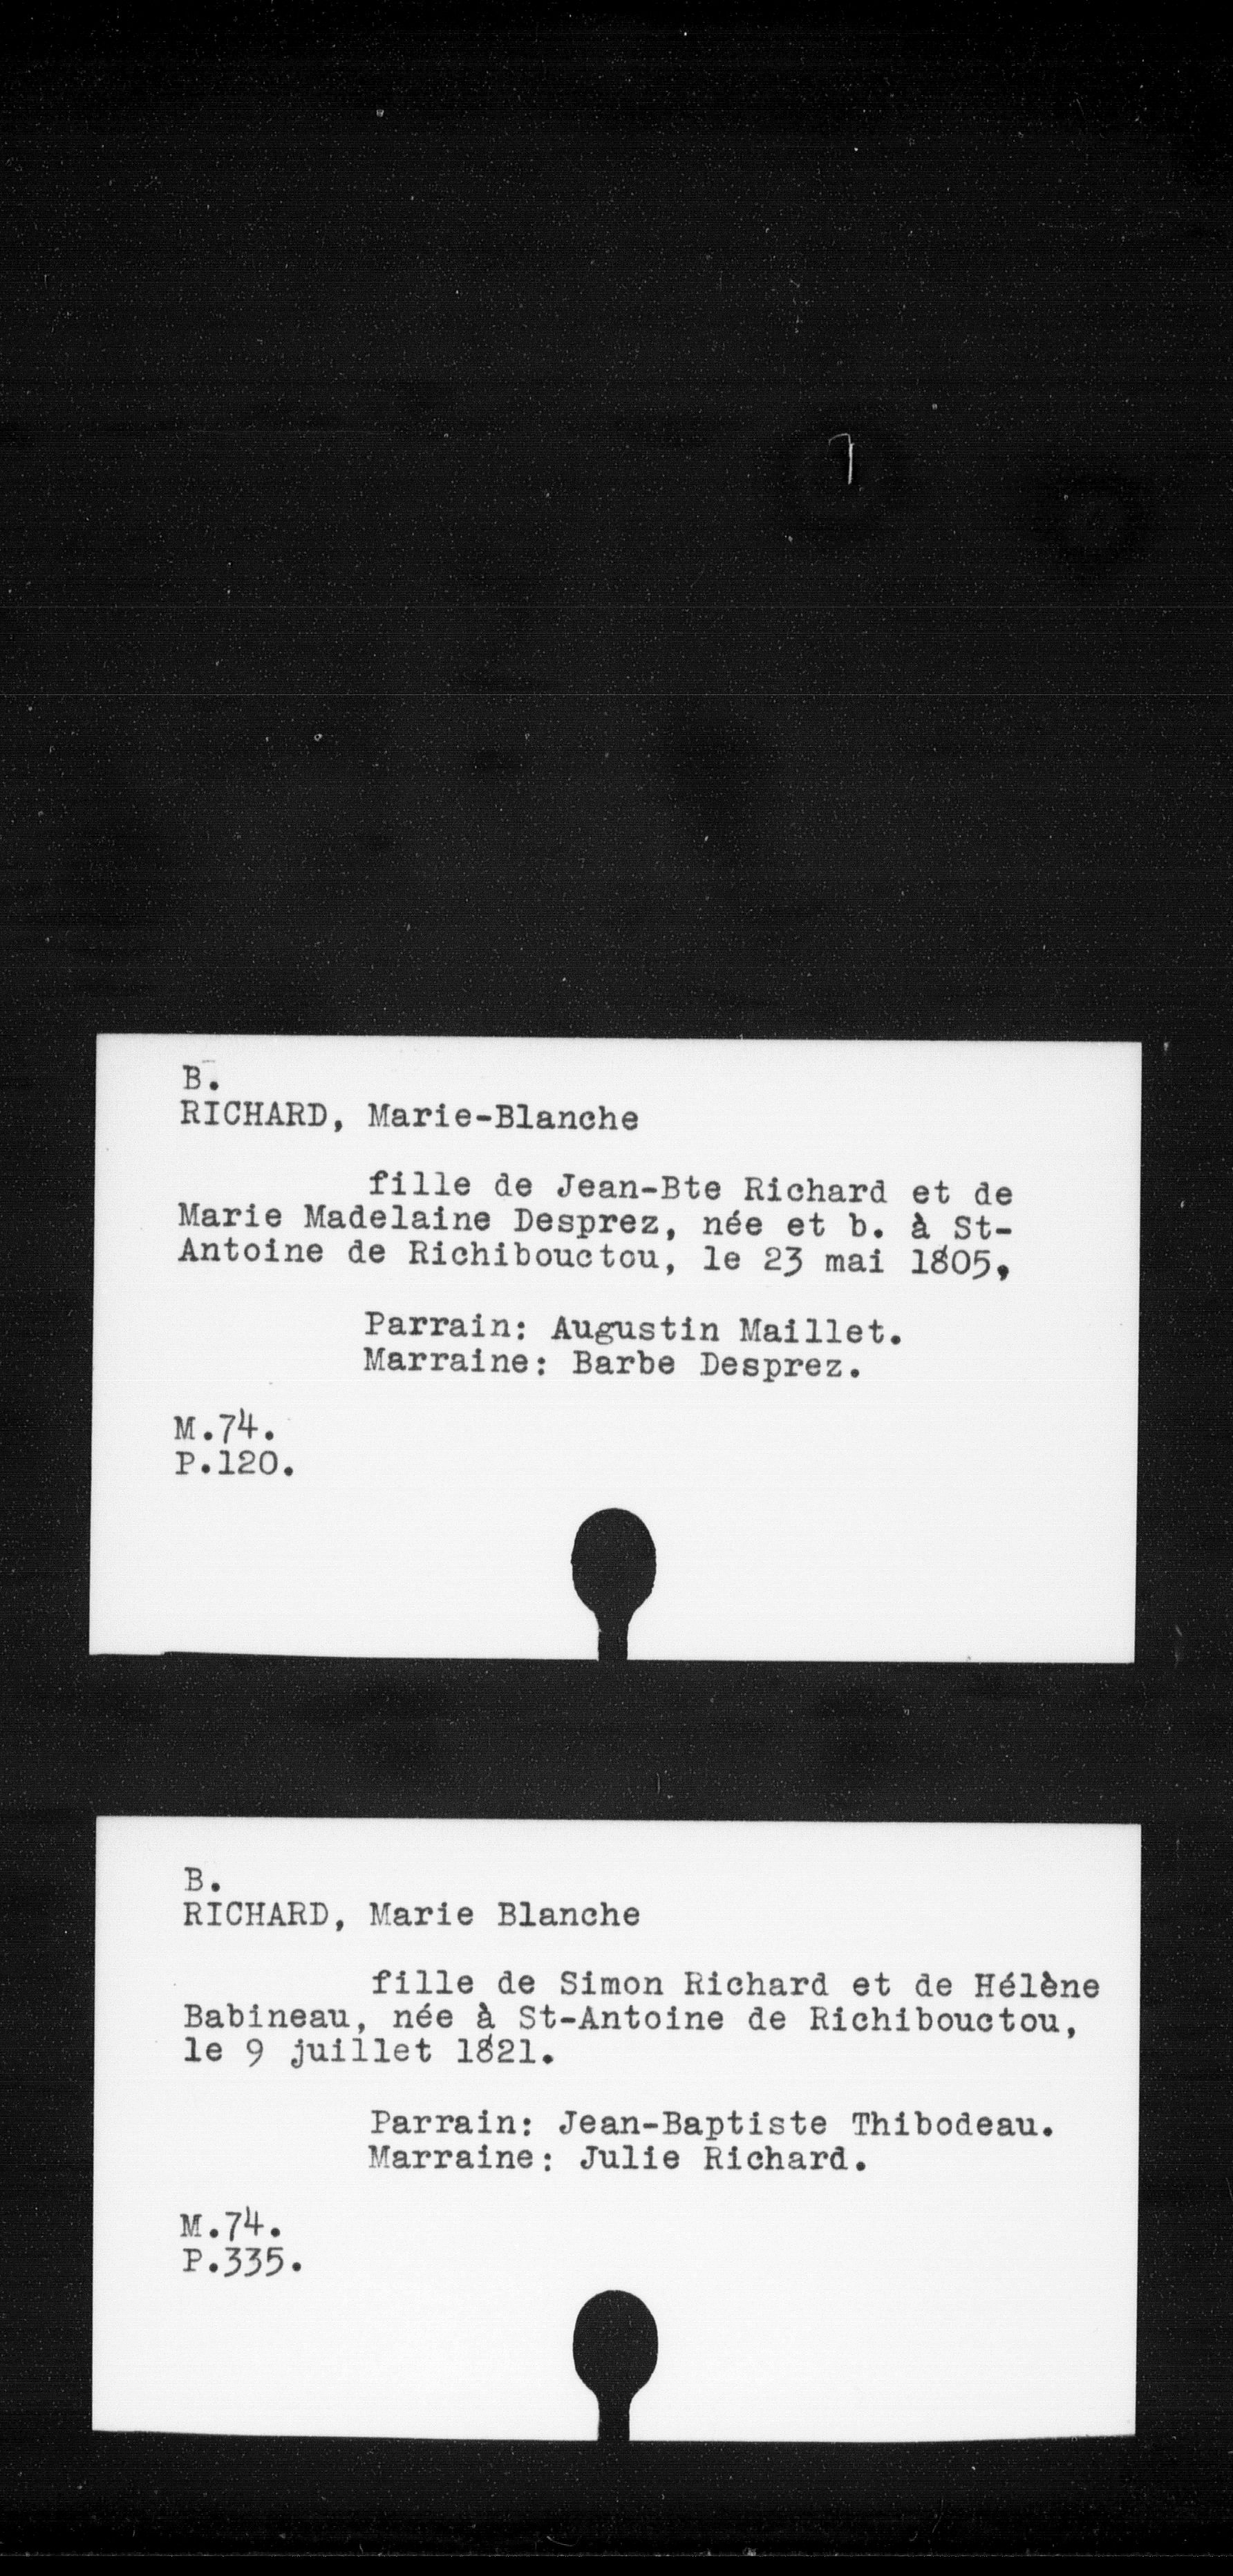 B.
RICHARD, Marie-Blanche
fille de Jean-Bte Richard et de
Marie Madelaine Desprez, née et b. à St-
Antoine de Richibouctou, le 23 mai 1805,
Parrain: Augustin Maillet.
Marraine: Barbe Desprez.
M.74.
P.120.
B.
RICHARD, Marie Blanche
fille de Simon Richard et de Hélène
Babineau, née à St-Antoine de Richibouctou,
le 9 juillet 1821.
Parrain: Jean-Baptiste Thibodeau.
Marraine: Julie Richard.
M.74.
P.335.